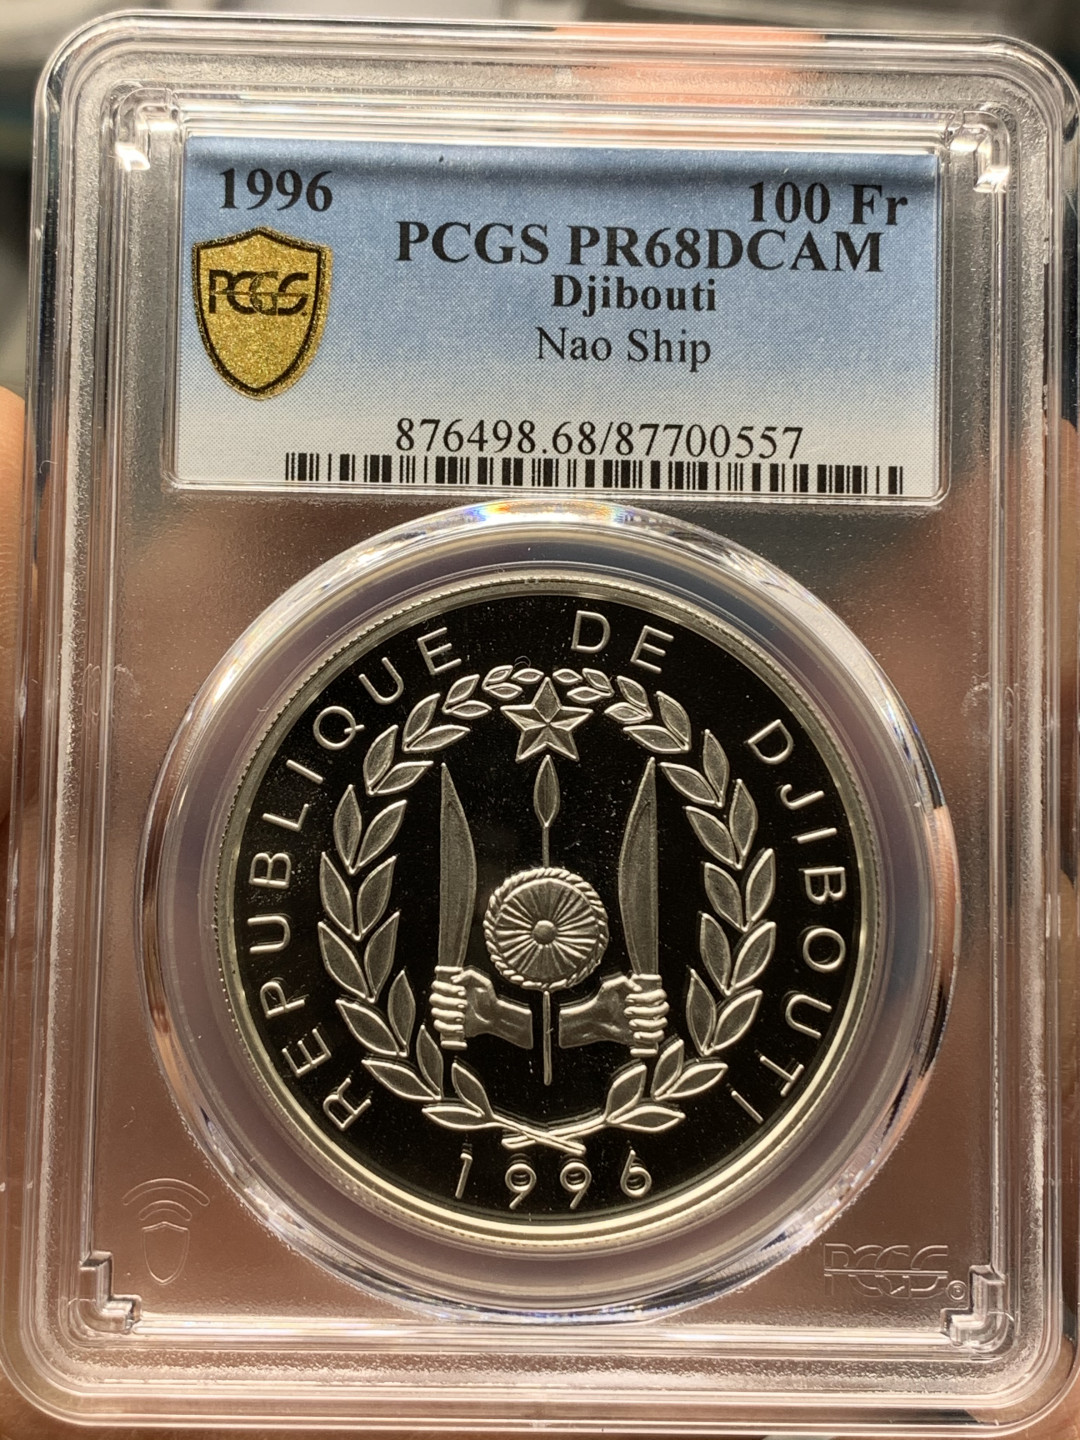 1996
100 Fr
PCGS PR68DCAM
PCGS
Djibouti
Nao Ship
876498.68/87700557
REPUBLIQUE DE DJIBOUTI
1996
PCGS